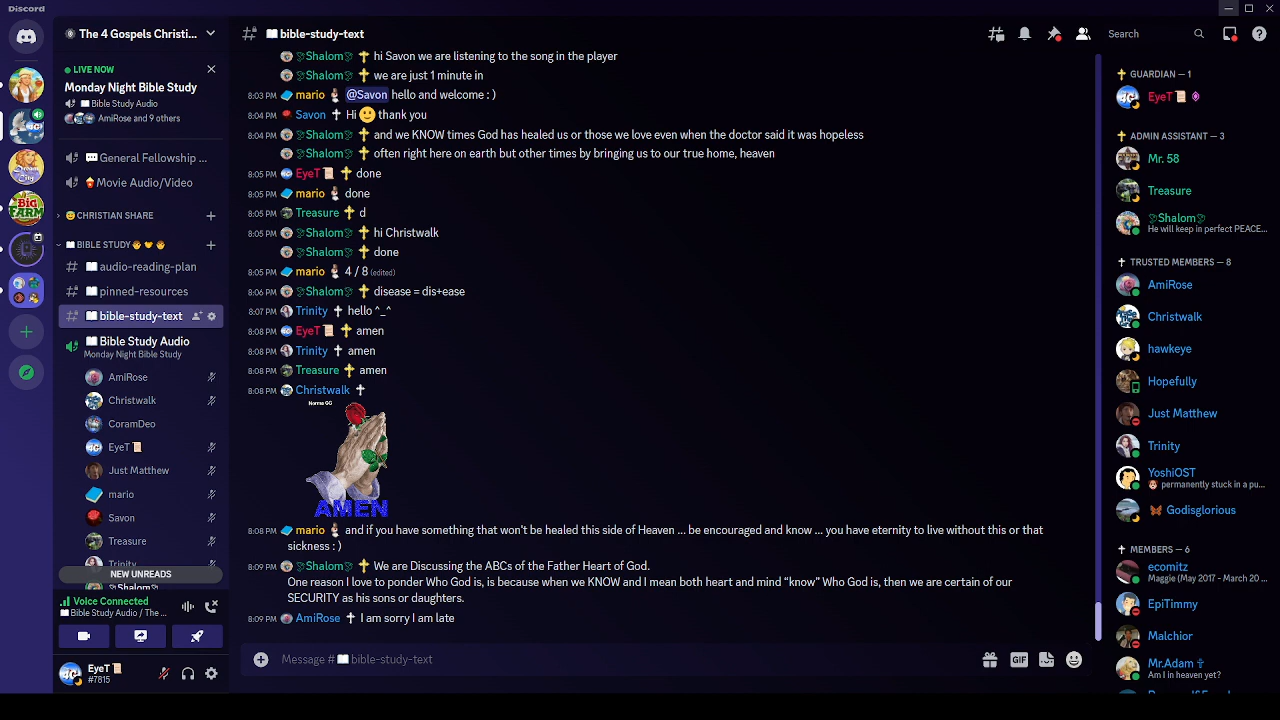 Discord
The 4 Gospels Christi...
LIVE NOW
Monday Night Bible Study
Bible Study Audio
AmiRose and 9 others
General Fellowship ...
Movie Audio/Video
CHRISTIAN SHARE
BIBLE STUDY
audio-reading-plan
pinned-resources
bible-study-text
Bible Study Audio
Monday Night Bible Study
AmiRose
Christwalk
CoramDeo
EyeT
Just Matthew
mario
Savon
Treasure
Trinity
Shalom
NEW UNREADS
Voice Connected
Bible Study Audio / The ...
EyeT
#7815
bible-study-text
Search
Shalom hi Savon we are listening to the song in the player
Shalom we are just 1 minute in
8:03 PM mario @Savon hello and welcome : )
8:04 PM Savon Hi thank you
8:04 PM Shalom and we KNOW times God has healed us or those we love even when the doctor said it was hopeless
Shalom often right here on earth but other times by bringing us to our true home, heaven
8:05 PM EyeT done
8:05 PM mario done
8:05 PM Treasure d
8:05 PM Shalom hi Christwalk
Shalom done
8:05 PM mario 4 / 8 (edited)
8:06 PM Shalom disease = dis+ease
8:07 PM Trinity hello ^_^
8:08 PM EyeT amen
8:08 PM Trinity amen
8:08 PM Treasure amen
8:08 PM Christwalk
AMEN
8:08 PM mario and if you have something that won't be healed this side of Heaven ... be encouraged and know ... you have eternity to live without this or that
sickness : )
8:09 PM Shalom We are Discussing the ABCs of the Father Heart of God.
One reason I love to ponder Who God is, is because when we KNOW and I mean both heart and mind “know” Who God is, then we are certain of our
SECURITY as his sons or daughters.
8:09 PM AmiRose I am sorry I am late
Message # bible-study-text
GIF
GUARDIAN — 1
EyeT
ADMIN ASSISTANT — 3
Mr. 58
Treasure
Shalom
He will keep in perfect PEACE...
TRUSTED MEMBERS — 8
AmiRose
Christwalk
hawkeye
Hopefully
Just Matthew
Trinity
YoshiOST
permanently stuck in a pu...
Godisglorious
MEMBERS — 6
ecomitz
Maggie (May 2017 - March 20 ...
EpiTimmy
Malchior
Mr.Adam
Am I in heaven yet?